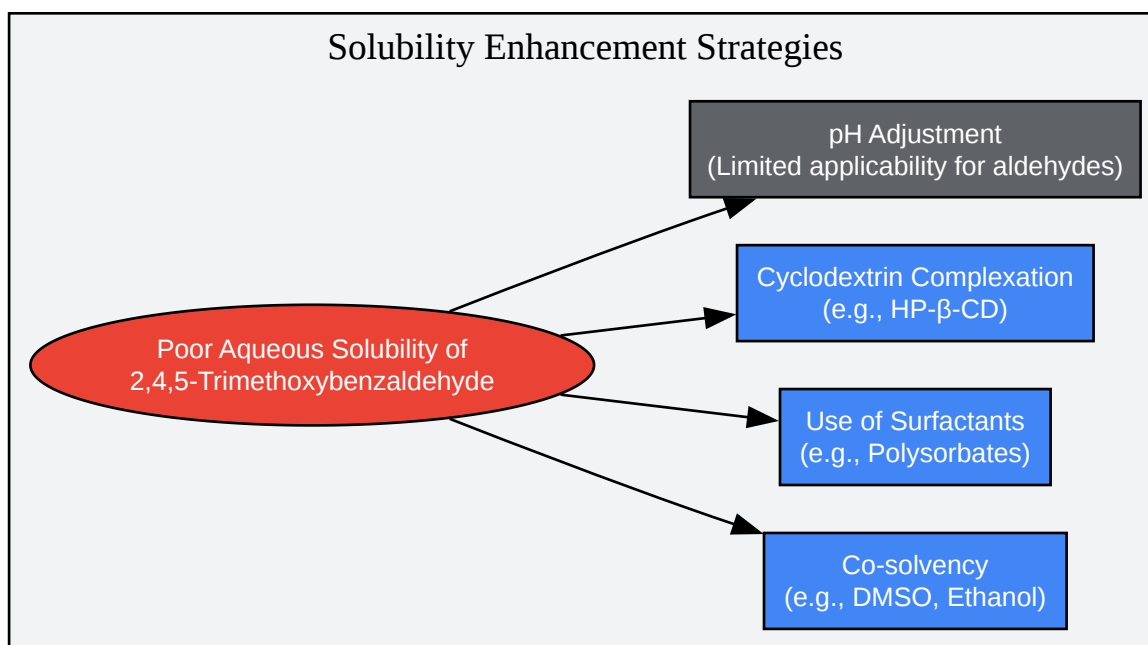 Solubility Enhancement Strategies
pH Adjustment
(Limited applicability for aldehydes)
Cyclodextrin Complexation
(e.g., HP-β-CD)
Poor Aqueous Solubility of
2,4,5-Trimethoxybenzaldehyde
Use of Surfactants
(e.g., Polysorbates)
Co-solvency
(e.g., DMSO, Ethanol)